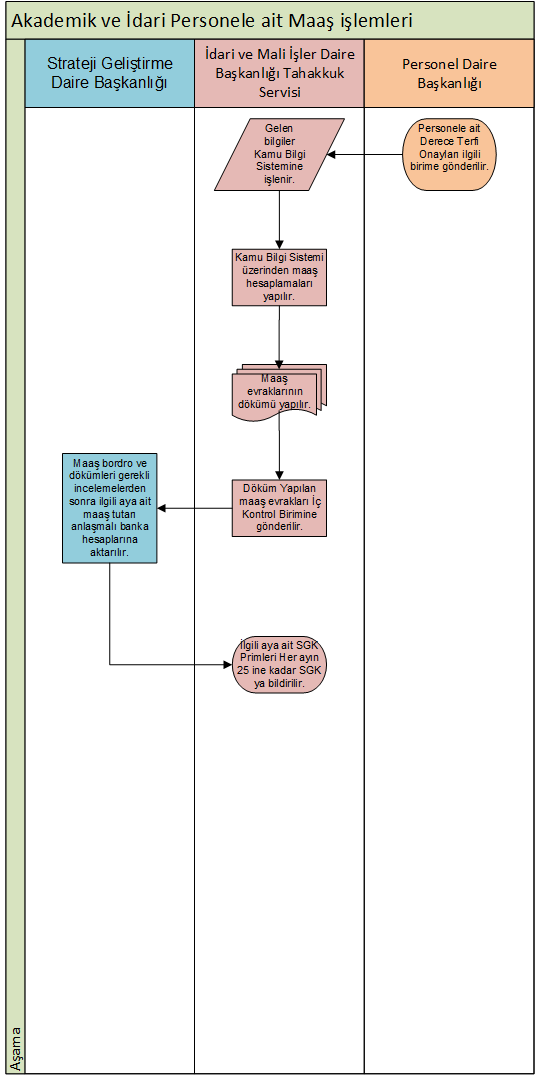 Akademik ve İdari Personele ait Maaş işlemleri
Strateji Geliştirme
Daire Başkanlığı
İdari ve Mali İşler Daire
Başkanlığı Tahakkuk
Servisi
Personel Daire
Başkanlığı
Gelen
bilgiler
Kamu Bilgi
Sistemine
işlenir.
Personele ait
Derece Terfi
Onayları ilgili
birime gönderilir.
Kamu Bilgi Sistemi
üzerinden maaş
hesaplamaları
yapılır.
Maaş
evraklarının
dökümü yapılır.
Maaş bordro ve
dökümleri gerekli
incelemelerden
sonra ilgili aya ait
maaş tutarı
anlaşmalı banka
hesaplarına
aktarılır.
Döküm Yapılan
maaş evrakları İç
Kontrol Birimine
gönderilir.
İlgili aya ait SGK
Primleri Her ayın
25 ine kadar SGK
ya bildirilir.
Aşama